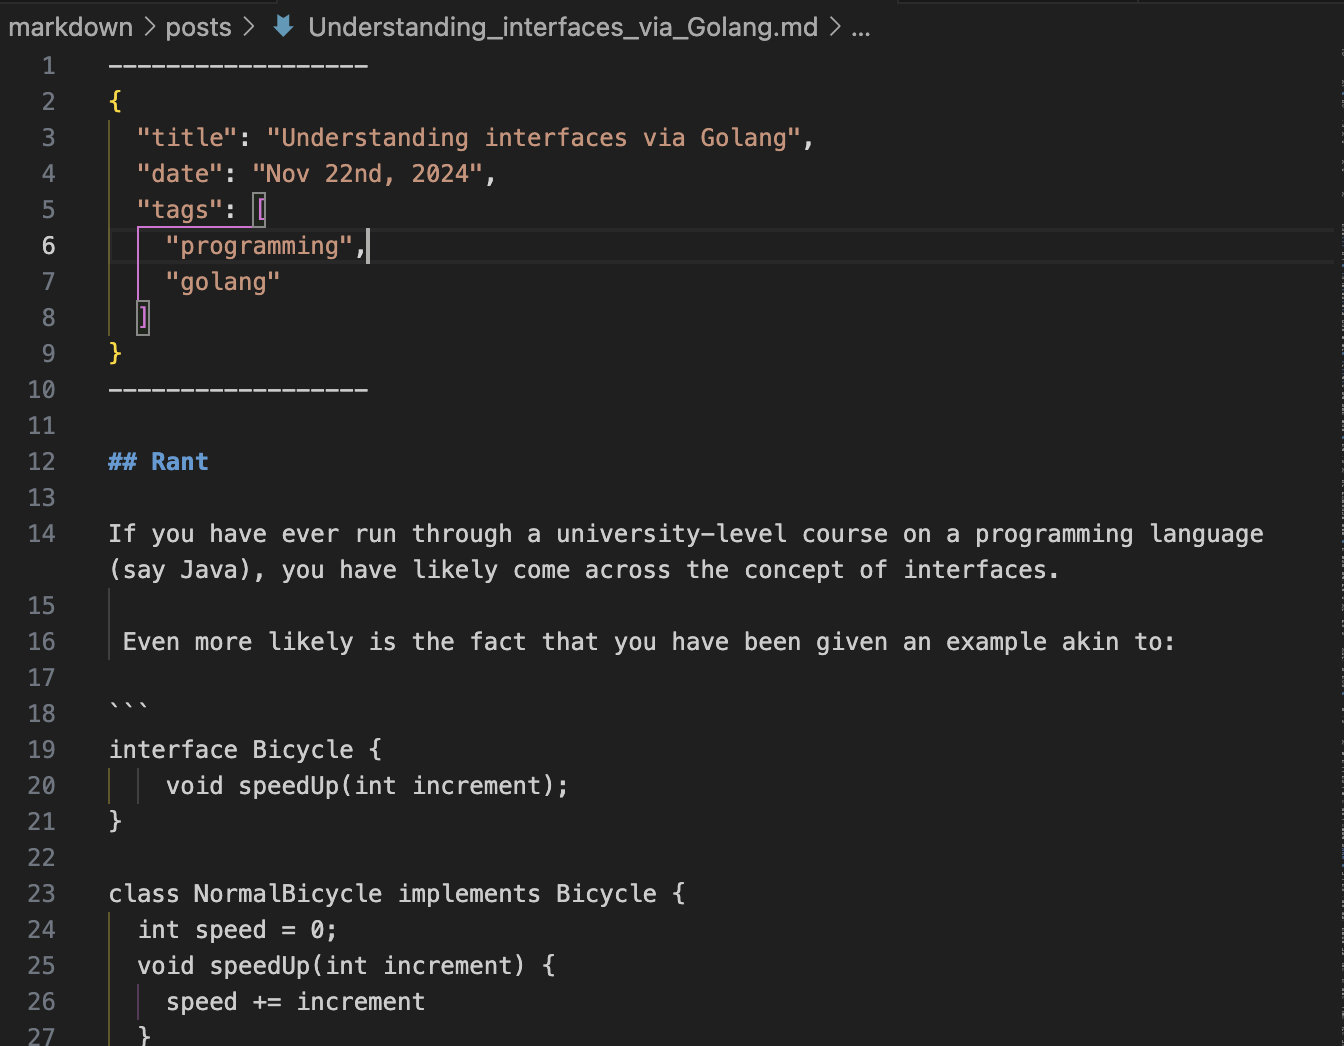 markdown > posts > Understanding_interfaces_via_Golang.md > ...
1 ------------------
2 {
3 "title": "Understanding interfaces via Golang",
4 "date": "Nov 22nd, 2024",
5 "tags": [
6 "programming",
7 "golang"
8 ]
9 }
10 ------------------
11
12 ## Rant
13
14 If you have ever run through a university-level course on a programming language
(say Java), you have likely come across the concept of interfaces.
15
16 Even more likely is the fact that you have been given an example akin to:
17
18 ```
19 interface Bicycle {
20 void speedUp(int increment);
21 }
22
23 class NormalBicycle implements Bicycle {
24 int speed = 0;
25 void speedUp(int increment) {
26 speed += increment
27 }